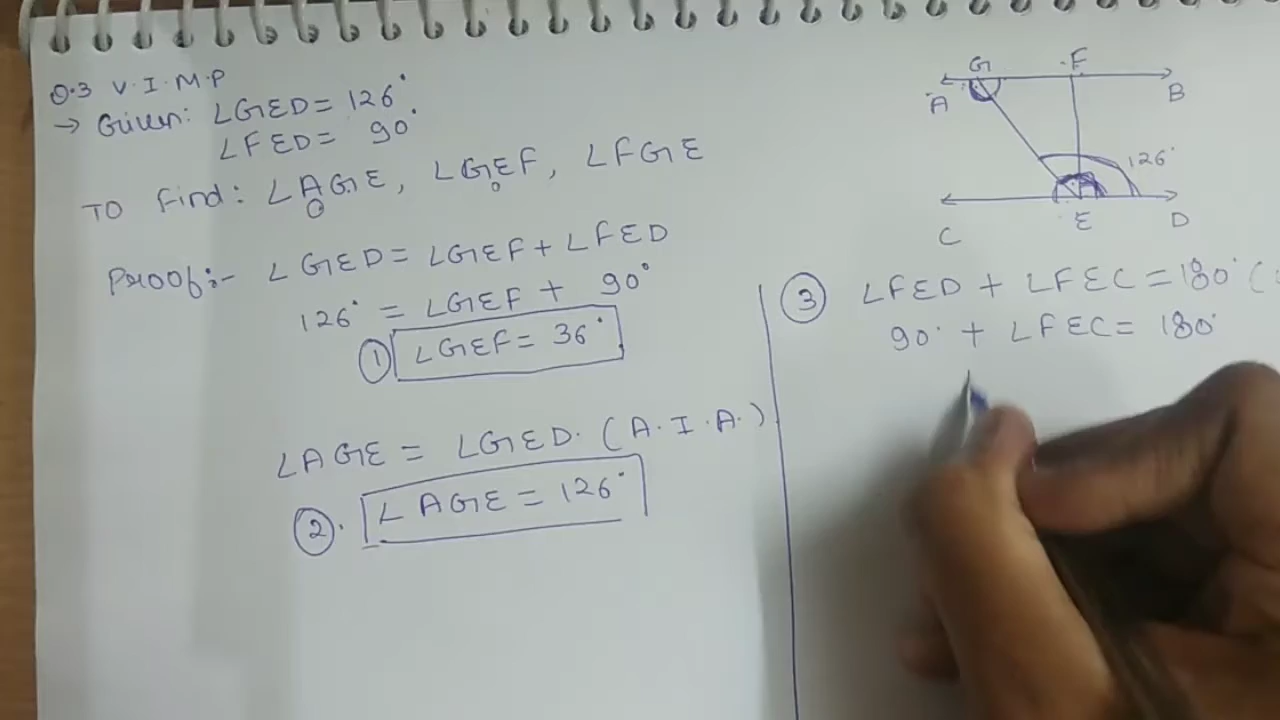 Q.3 V.I.M.P
→ Given: ∠GED = 126°
∠FED = 90°
TO Find: ∠AGE, ∠GEF, ∠FGE
Proof:- ∠GED = ∠GEF + ∠FED
126° = ∠GEF + 90°
① ∠GEF = 36°
∠AGE = ∠GED. (A.I.A.)
②. ∠AGE = 126°
G F
A B
126°
C E D
③ ∠FED + ∠FEC = 180° (
90° + ∠FEC = 180°